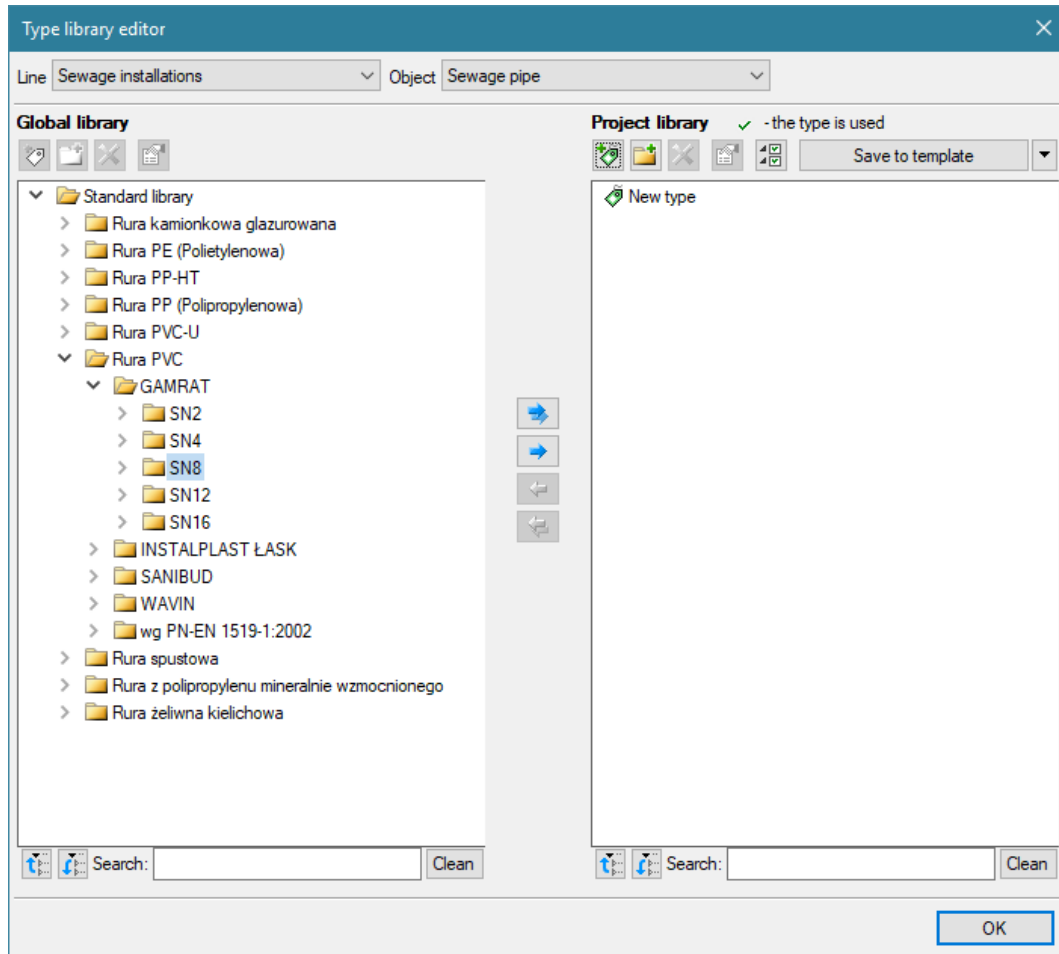 Type library editor
Line Sewage installations Object Sewage pipe
Global library
Project library - the type is used
Save to template
Standard library
Rura kamionkowa glazurowana
Rura PE (Polietylenowa)
Rura PP-HT
Rura PP (Polipropylenowa)
Rura PVC-U
Rura PVC
GAMRAT
SN2
SN4
SN8
SN12
SN16
INSTALPLAST ŁASK
SANIBUD
WAVIN
wg PN-EN 1519-1:2002
Rura spustowa
Rura z polipropylenu mineralnie wzmocnionego
Rura żeliwna kielichowa
New type
Search: Clean
Search: Clean
OK